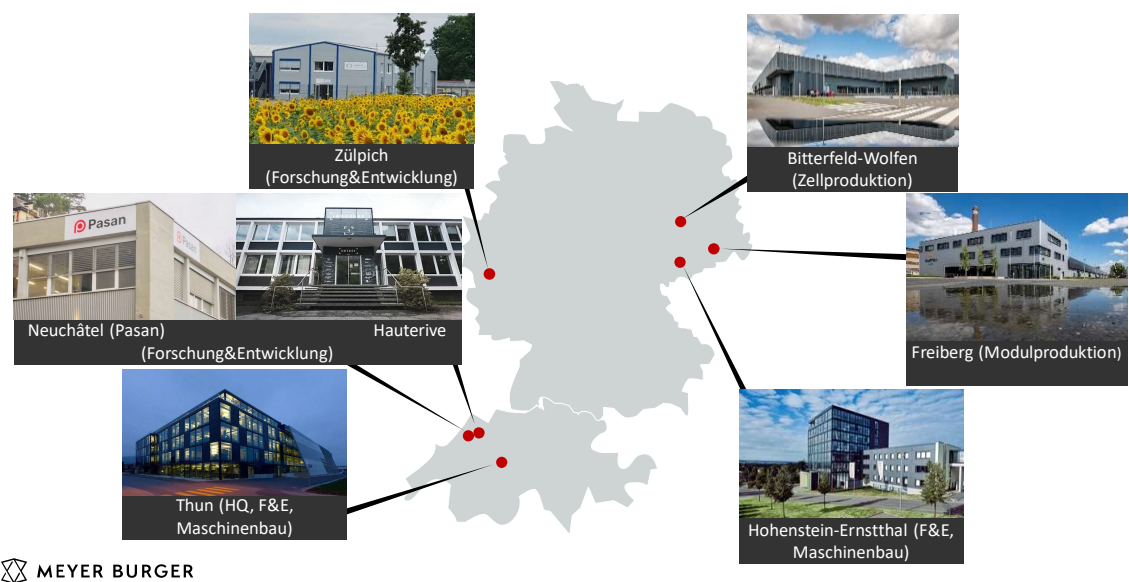 Zülpich
(Forschung&Entwicklung)
Bitterfeld-Wolfen
(Zellproduktion)
Pasan
Pasan
Neuchâtel (Pasan)
Hauterive
(Forschung&Entwicklung)
Freiberg (Modulproduktion)
Thun (HQ, F&E,
Maschinenbau)
Hohenstein-Ernstthal (F&E,
Maschinenbau)
MEYER BURGER